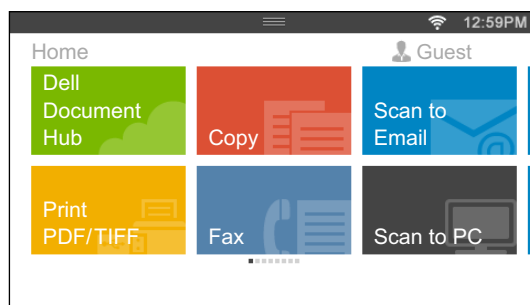 12:59PM
Home
Guest
Dell
Document
Hub
Copy
Scan to
Email
Print
PDF/TIFF
Fax
Scan to PC